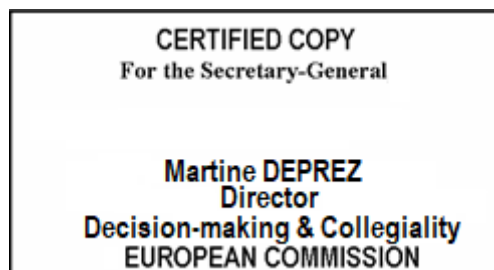 CERTIFIED COPY
For the Secretary-General
Martine DEPREZ
Director
Decision-making & Collegiality
EUROPEAN COMMISSION